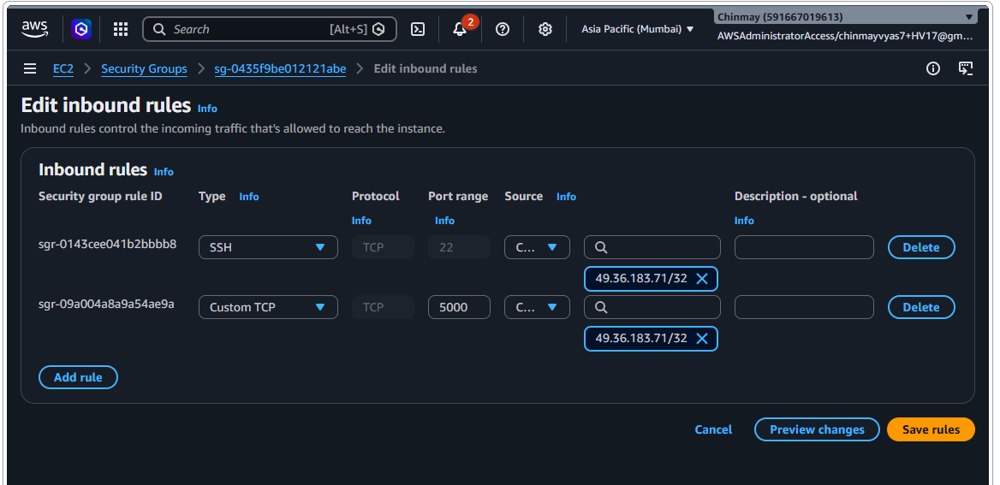 aws
Search [Alt+S]
2
Asia Pacific (Mumbai)
Chinmay (591667019613)
AWSAdministratorAccess/chinmayvyas7+HV17@gm...
EC2 Security Groups sg-0435f9be012121abe Edit inbound rules
Edit inbound rules Info
Inbound rules control the incoming traffic that's allowed to reach the instance.
Inbound rules Info
Security group rule ID Type Info Protocol Port range Source Info Description - optional
Info Info Info
sgr-0143cee041b2bbbb8 SSH TCP 22 C... Delete
49.36.183.71/32
sgr-09a004a8a9a54ae9a Custom TCP TCP 5000 C... Delete
49.36.183.71/32
Add rule
Cancel Preview changes Save rules